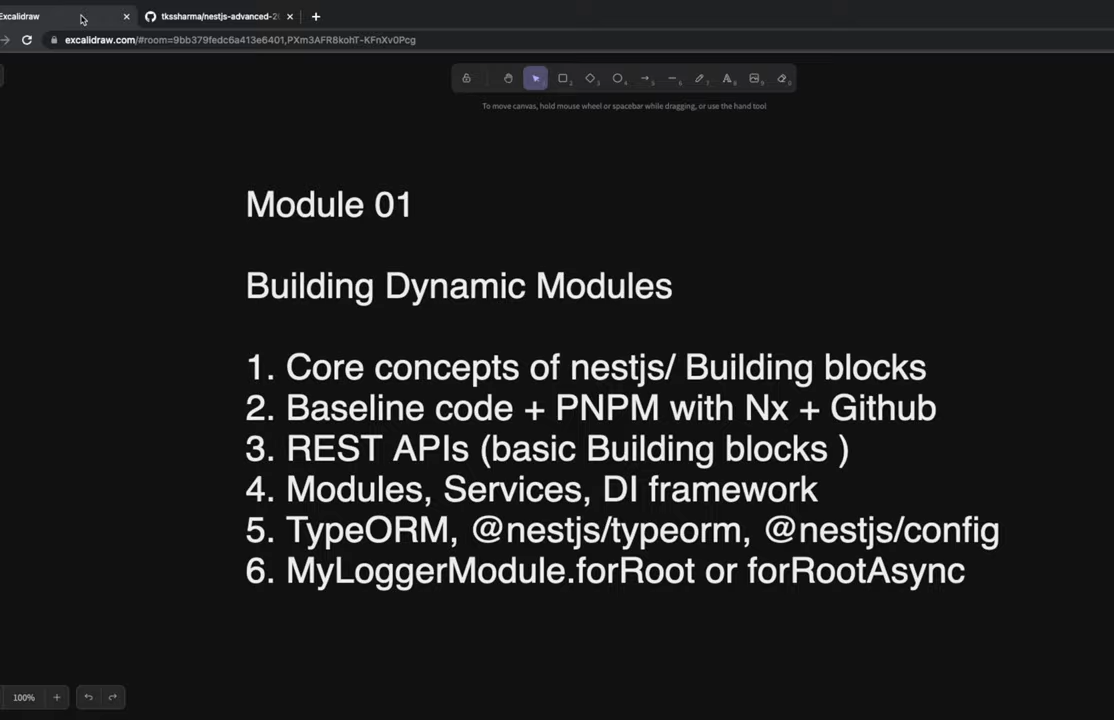 Excalidraw
tkssharma/nestjs-advanced-2
excalidraw.com/#room=9bb379fedc6a413e6401,PXm3AFR8kohT-KFnXv0Pcg
To move canvas, hold mouse wheel or spacebar while dragging, or use the hand tool
Module 01
Building Dynamic Modules
1. Core concepts of nestjs/ Building blocks
2. Baseline code + PNPM with Nx + Github
3. REST APIs (basic Building blocks )
4. Modules, Services, DI framework
5. TypeORM, @nestjs/typeorm, @nestjs/config
6. MyLoggerModule.forRoot or forRootAsync
100%